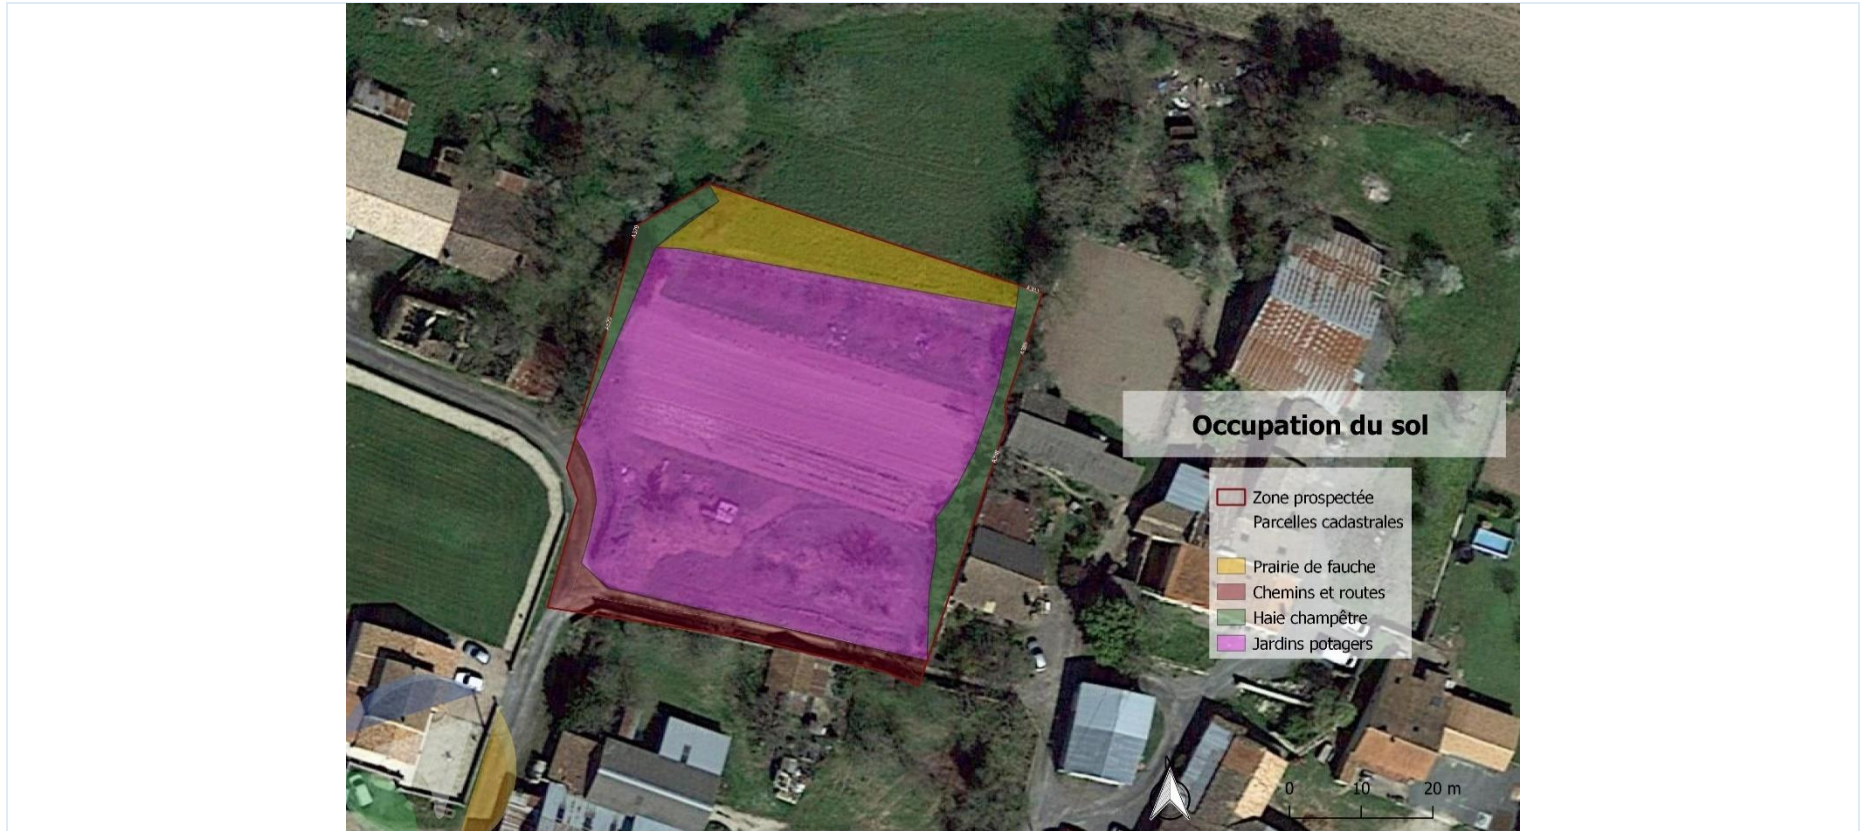 Occupation du sol
Zone prospectée
Parcelles cadastrales
Prairie de fauche
Chemins et routes
Haie champêtre
Jardins potagers
N
0 10 20 m